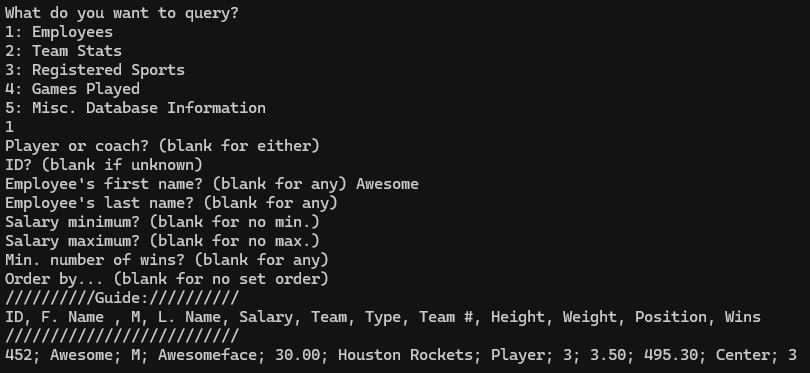 What do you want to query?
1: Employees
2: Team Stats
3: Registered Sports
4: Games Played
5: Misc. Database Information
1
Player or coach? (blank for either)
ID? (blank if unknown)
Employee's first name? (blank for any) Awesome
Employee's last name? (blank for any)
Salary minimum? (blank for no min.)
Salary maximum? (blank for no max.)
Min. number of wins? (blank for any)
Order by... (blank for no set order)
//////////Guide://////////
ID, F. Name , M, L. Name, Salary, Team, Type, Team #, Height, Weight, Position, Wins
//////////////////////////
452; Awesome; M; Awesomeface; 30.00; Houston Rockets; Player; 3; 3.50; 495.30; Center; 3